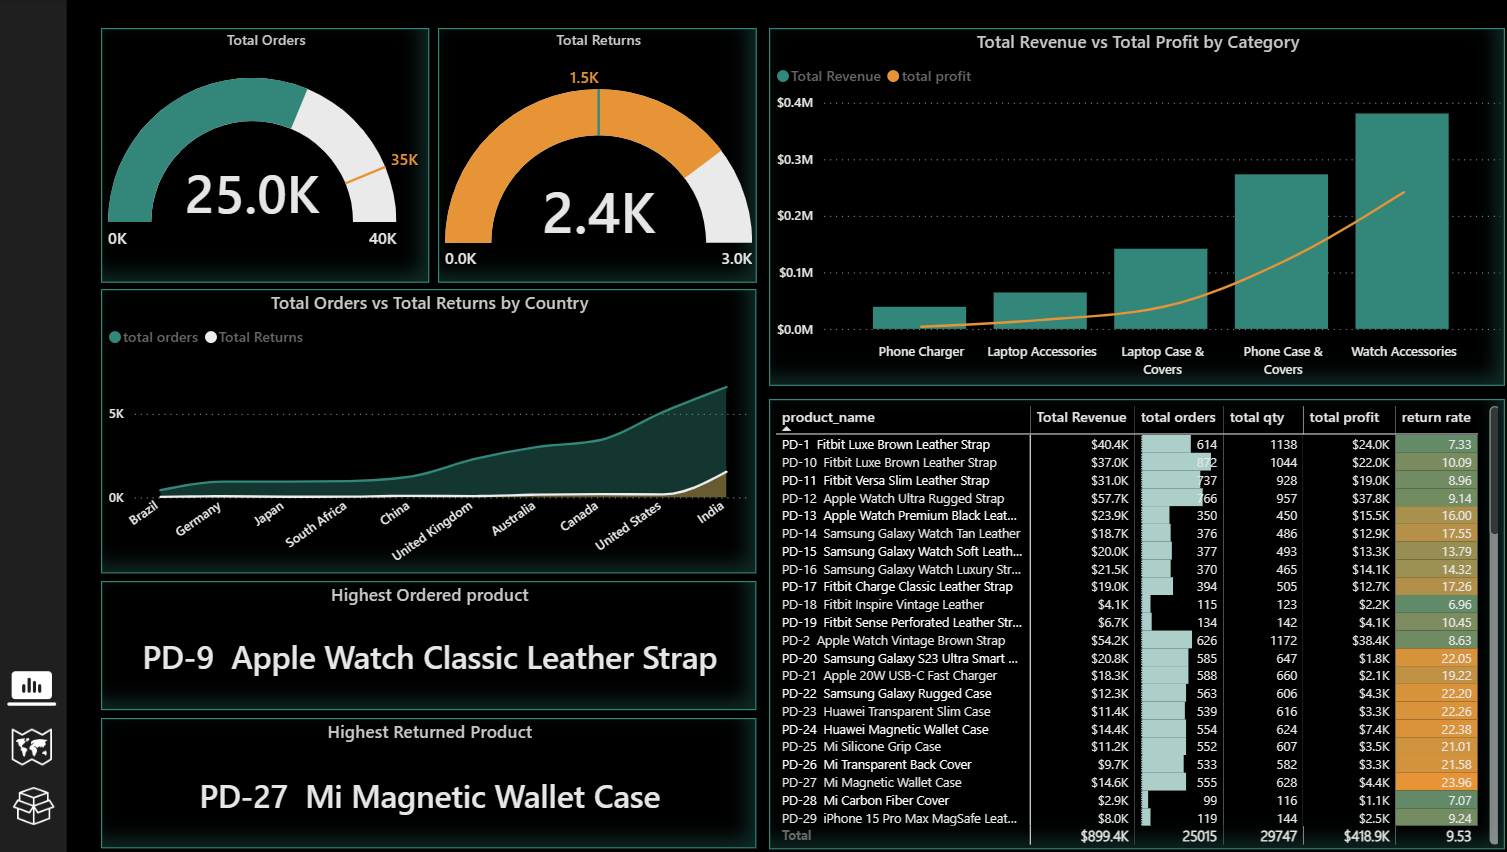 Total Orders
35K
25.0K
0K
40K
Total Returns
1.5K
2.4K
0.0K
3.0K
Total Revenue vs Total Profit by Category
Total Revenue total profit
$0.4M
$0.3M
$0.2M
$0.1M
$0.0M
Phone Charger
Laptop Accessories
Laptop Case &
Covers
Phone Case &
Covers
Watch Accessories
Total Orders vs Total Returns by Country
total orders Total Returns
5K
0K
Brazil
Germany
Japan
South Africa
China
United Kingdom
Australia
Canada
United States
India
Highest Ordered product
PD-9 Apple Watch Classic Leather Strap
Highest Returned Product
PD-27 Mi Magnetic Wallet Case
product_name Total Revenue total orders total qty total profit return rate
PD-1 Fitbit Luxe Brown Leather Strap $40.4K 614 1138 $24.0K 7.33
PD-10 Fitbit Luxe Brown Leather Strap $37.0K 872 1044 $22.0K 10.09
PD-11 Fitbit Versa Slim Leather Strap $31.0K 737 928 $19.0K 8.96
PD-12 Apple Watch Ultra Rugged Strap $57.7K 766 957 $37.8K 9.14
PD-13 Apple Watch Premium Black Leat... $23.9K 350 450 $15.5K 16.00
PD-14 Samsung Galaxy Watch Tan Leather $18.7K 376 486 $12.9K 17.55
PD-15 Samsung Galaxy Watch Soft Leath... $20.0K 377 493 $13.3K 13.79
PD-16 Samsung Galaxy Watch Luxury Str... $21.5K 370 465 $14.1K 14.32
PD-17 Fitbit Charge Classic Leather Strap $19.0K 394 505 $12.7K 17.26
PD-18 Fitbit Inspire Vintage Leather $4.1K 115 123 $2.2K 6.96
PD-19 Fitbit Sense Perforated Leather Str... $6.7K 134 142 $4.1K 10.45
PD-2 Apple Watch Vintage Brown Strap $54.2K 626 1172 $38.4K 8.63
PD-20 Samsung Galaxy S23 Ultra Smart ... $20.8K 585 647 $1.8K 22.05
PD-21 Apple 20W USB-C Fast Charger $18.3K 588 660 $2.1K 19.22
PD-22 Samsung Galaxy Rugged Case $12.3K 563 606 $4.3K 22.20
PD-23 Huawei Transparent Slim Case $11.4K 539 616 $3.3K 22.26
PD-24 Huawei Magnetic Wallet Case $14.4K 554 624 $7.4K 22.38
PD-25 Mi Silicone Grip Case $11.2K 552 607 $3.5K 21.01
PD-26 Mi Transparent Back Cover $9.7K 533 582 $3.3K 21.58
PD-27 Mi Magnetic Wallet Case $14.6K 555 628 $4.4K 23.96
PD-28 Mi Carbon Fiber Cover $2.9K 99 116 $1.1K 7.07
PD-29 iPhone 15 Pro Max MagSafe Leat... $8.0K 119 144 $2.5K 9.24
Total $899.4K 25015 29747 $418.9K 9.53